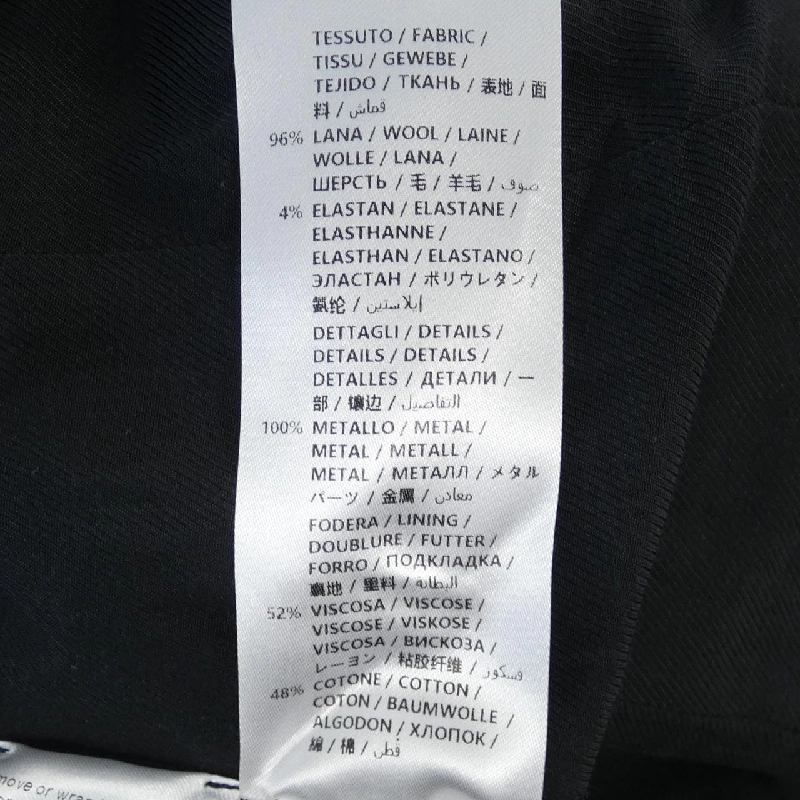 TESSUTO / FABRIC /
TISSU / GEWEBE /
TEJIDO / ТКАНЬ / 表地 / 面
料 / قماش
96% LANA / WOOL / LAINE /
WOLLE / LANA /
ШЕРСТЬ / 毛 / 羊毛 / صوف
4% ELASTAN / ELASTANE /
ELASTHANNE /
ELASTHAN / ELASTANO /
ЭЛАСТАН / ポリウレタン /
氨纶 / إيلاستين
DETTAGLI / DETAILS /
DETAILS / DETAILS /
DETALLES / ДЕТАЛИ / 一
部 / 镶边 / التفاصيل
100% METALLO / METAL /
METAL / METALL /
METAL / МЕТАЛЛ / メタル
パーツ / 金属 / معادن
FODERA / LINING /
DOUBLURE / FUTTER /
FORRO / ПОДКЛАДКА /
裏地 / 里料 / البطانة
52% VISCOSA / VISCOSE /
VISCOSE / VISKOSE /
VISCOSA / ВИСКОЗА /
レーヨン / 粘胶纤维 / فسكور
48% COTONE / COTTON /
COTON / BAUMWOLLE /
ALGODON / ХЛОПОК /
綿 / 棉 / قطن
move or